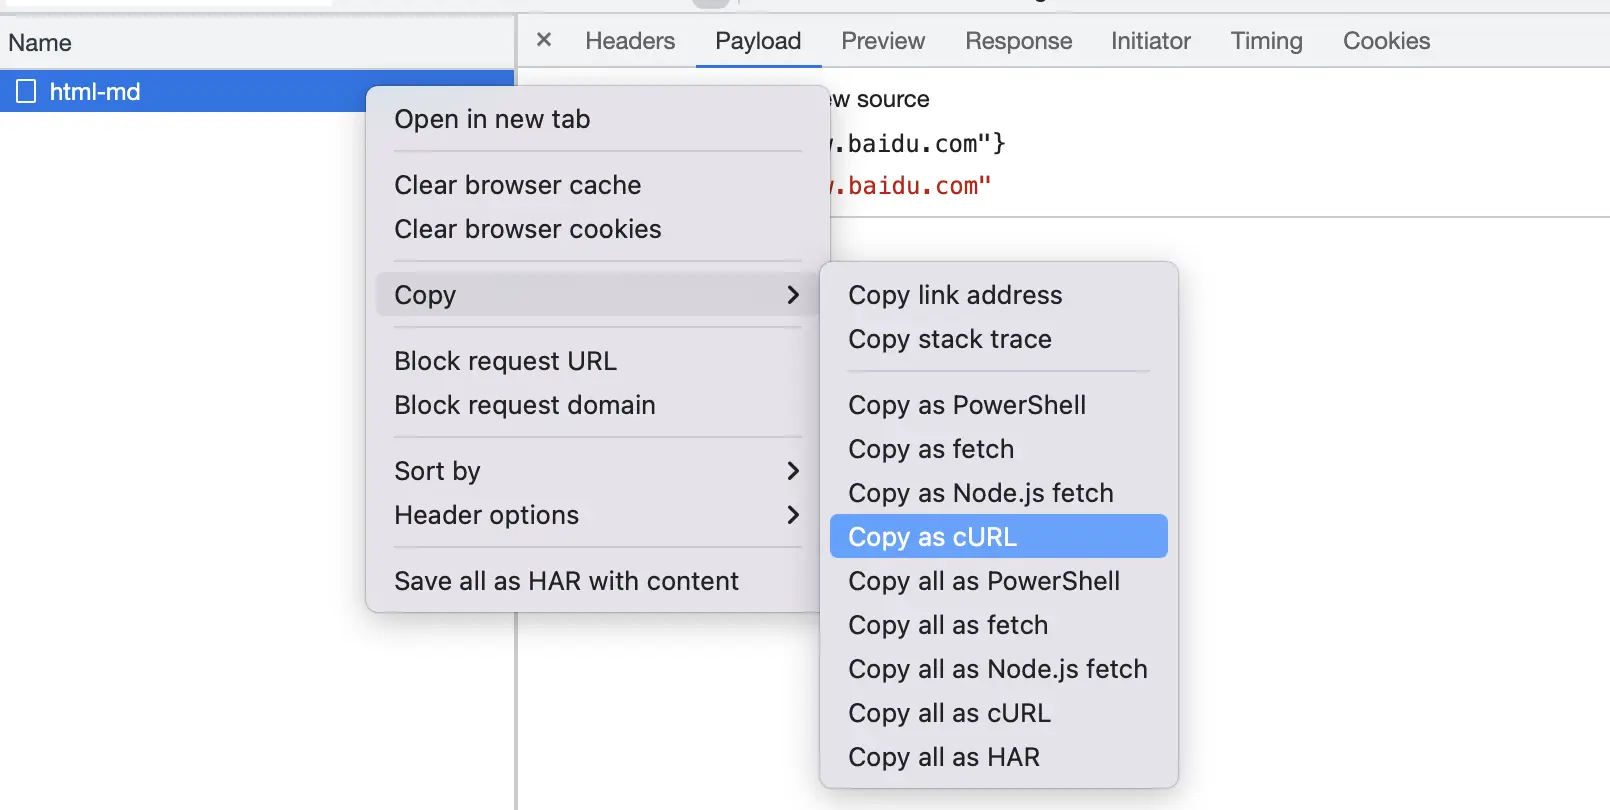 Name
× Headers Payload Preview Response Initiator Timing Cookies
html-md
source
.baidu.com"}
.baidu.com"
Open in new tab
Clear browser cache
Clear browser cookies
Copy
Block request URL
Block request domain
Sort by
Header options
Save all as HAR with content
Copy link address
Copy stack trace
Copy as PowerShell
Copy as fetch
Copy as Node.js fetch
Copy as cURL
Copy all as PowerShell
Copy all as fetch
Copy all as Node.js fetch
Copy all as cURL
Copy all as HAR